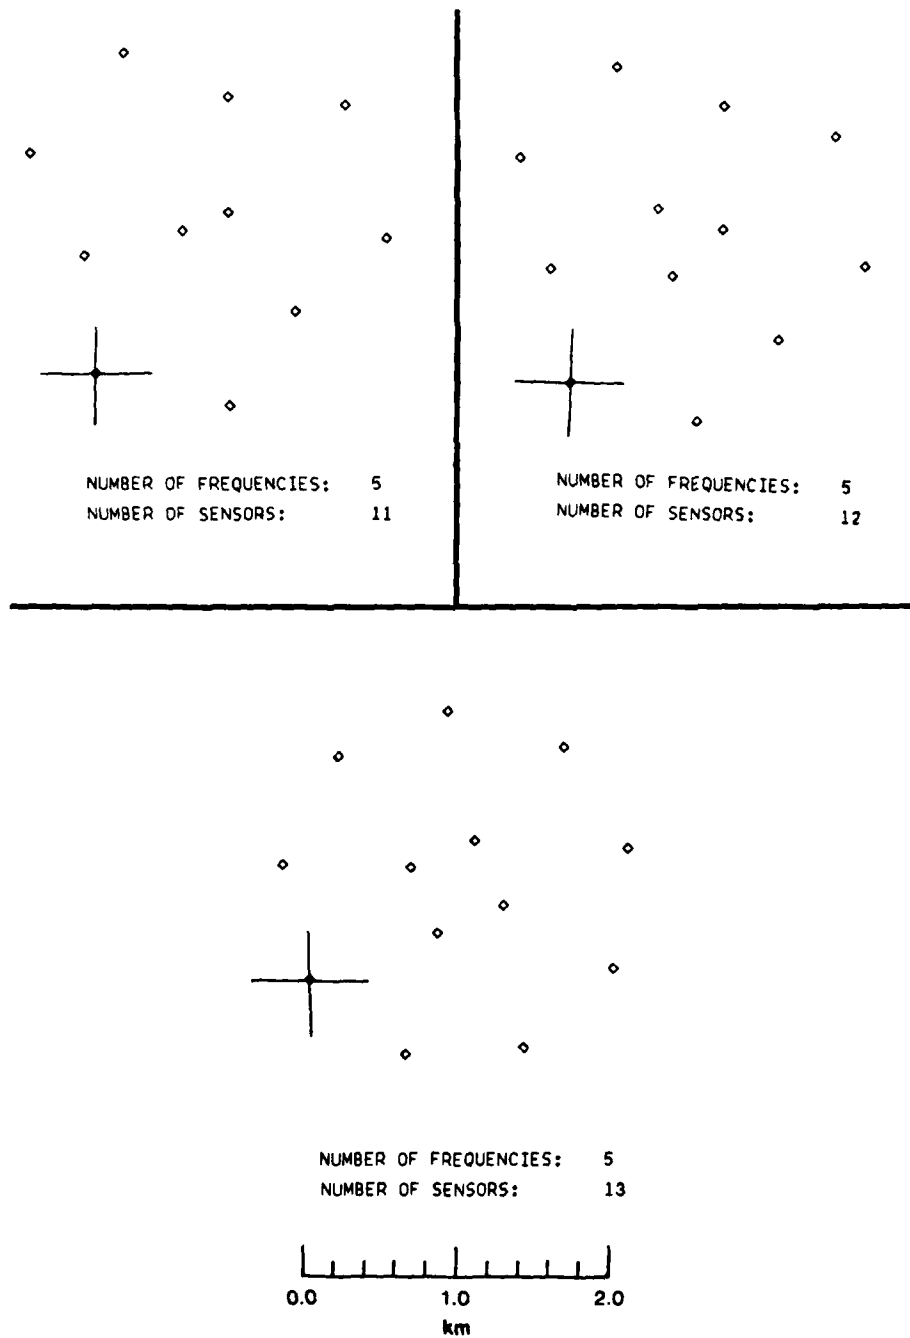 NUMBER OF FREQUENCIES: 5
NUMBER OF SENSORS: 11
NUMBER OF FREQUENCIES: 5
NUMBER OF SENSORS: 12
NUMBER OF FREQUENCIES: 5
NUMBER OF SENSORS: 13
0.0 1.0 2.0
km